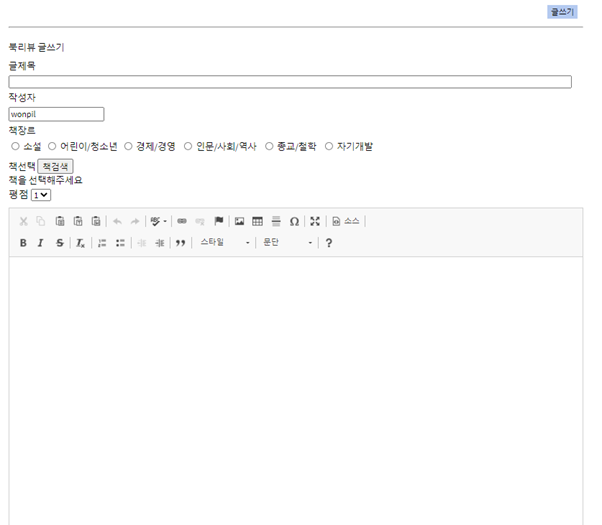 글쓰기
북리뷰 글쓰기
글제목
작성자
wonpil
책장르
소설 어린이/청소년 경제/경영 인문/사회/역사 종교/철학 자기개발
책선택 책검색
책을 선택해주세요
평점 1
소스
B I S Tx 스타일 문단 ?